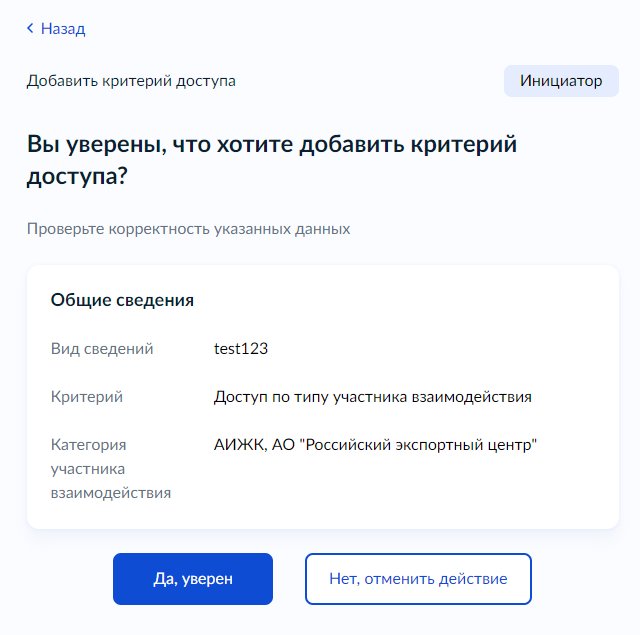 Назад
Добавить критерий доступа
Инициатор
Вы уверены, что хотите добавить критерий
доступа?
Проверьте корректность указанных данных
Общие сведения
Вид сведений
test123
Критерий
Доступ по типу участника взаимодействия
Категория
участника
взаимодействия
АИЖК, АО "Российский экспортный центр"
Да, уверен
Нет, отменить действие